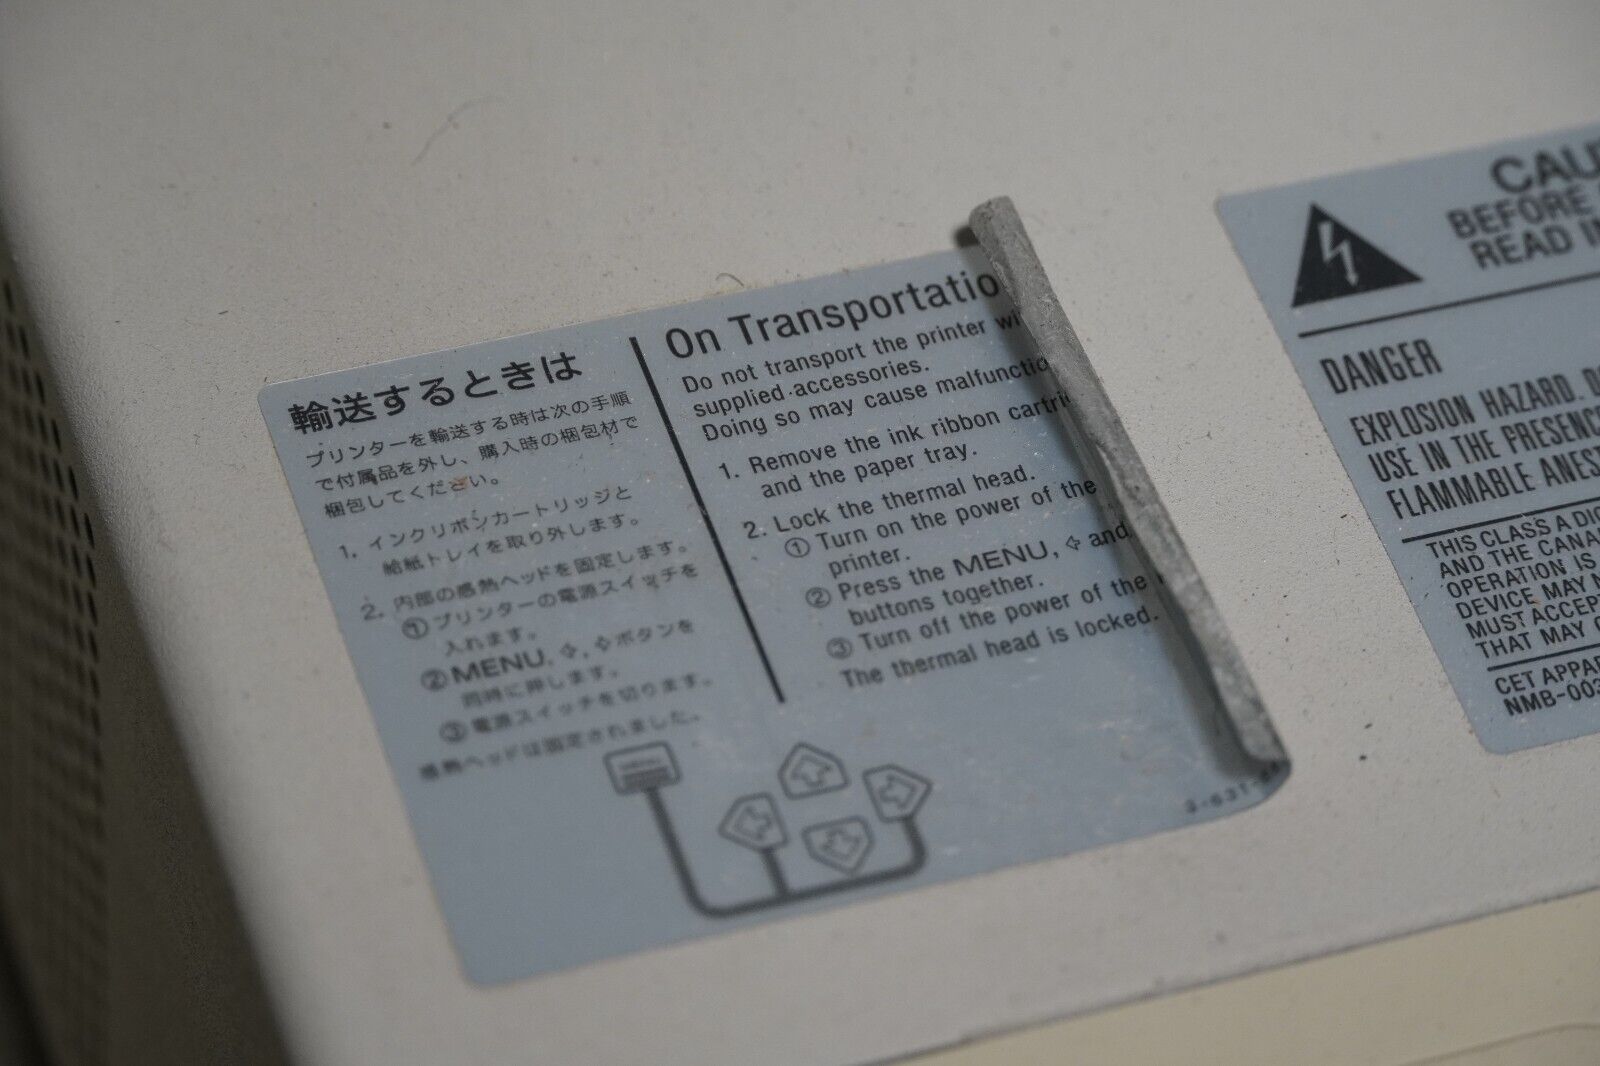 輸送するときは
プリンターを輸送する時は次の手順
で付属品を外し、購入時の梱包材で
梱包してください。
1. インクリボンカートリッジと
給紙トレイを取り外します。
2. 内部の感熱ヘッドを固定します。
①プリンターの電源スイッチを
入れます。
②MENU, ⇦, ⇨ボタンを
同時に押します。
③電源スイッチを切ります。
感熱ヘッドは固定されました。
On Transportatio
Do not transport the printer wi
supplied accessories.
Doing so may cause malfunctio
1. Remove the ink ribbon cartri
and the paper tray.
2. Lock the thermal head.
① Turn on the power of the
printer.
② Press the MENU, ⇦ and
buttons together.
③ Turn off the power of the
The thermal head is locked.
MENU
3-631-
CAU
BEFORE
READ IN
DANGER
EXPLOSION HAZARD. D
USE IN THE PRESENC
FLAMMABLE ANES
THIS CLASS A DIG
AND THE CANA
OPERATION IS
DEVICE MAY N
MUST ACCEPT
THAT MAY C
CET APPAR
NMB-003